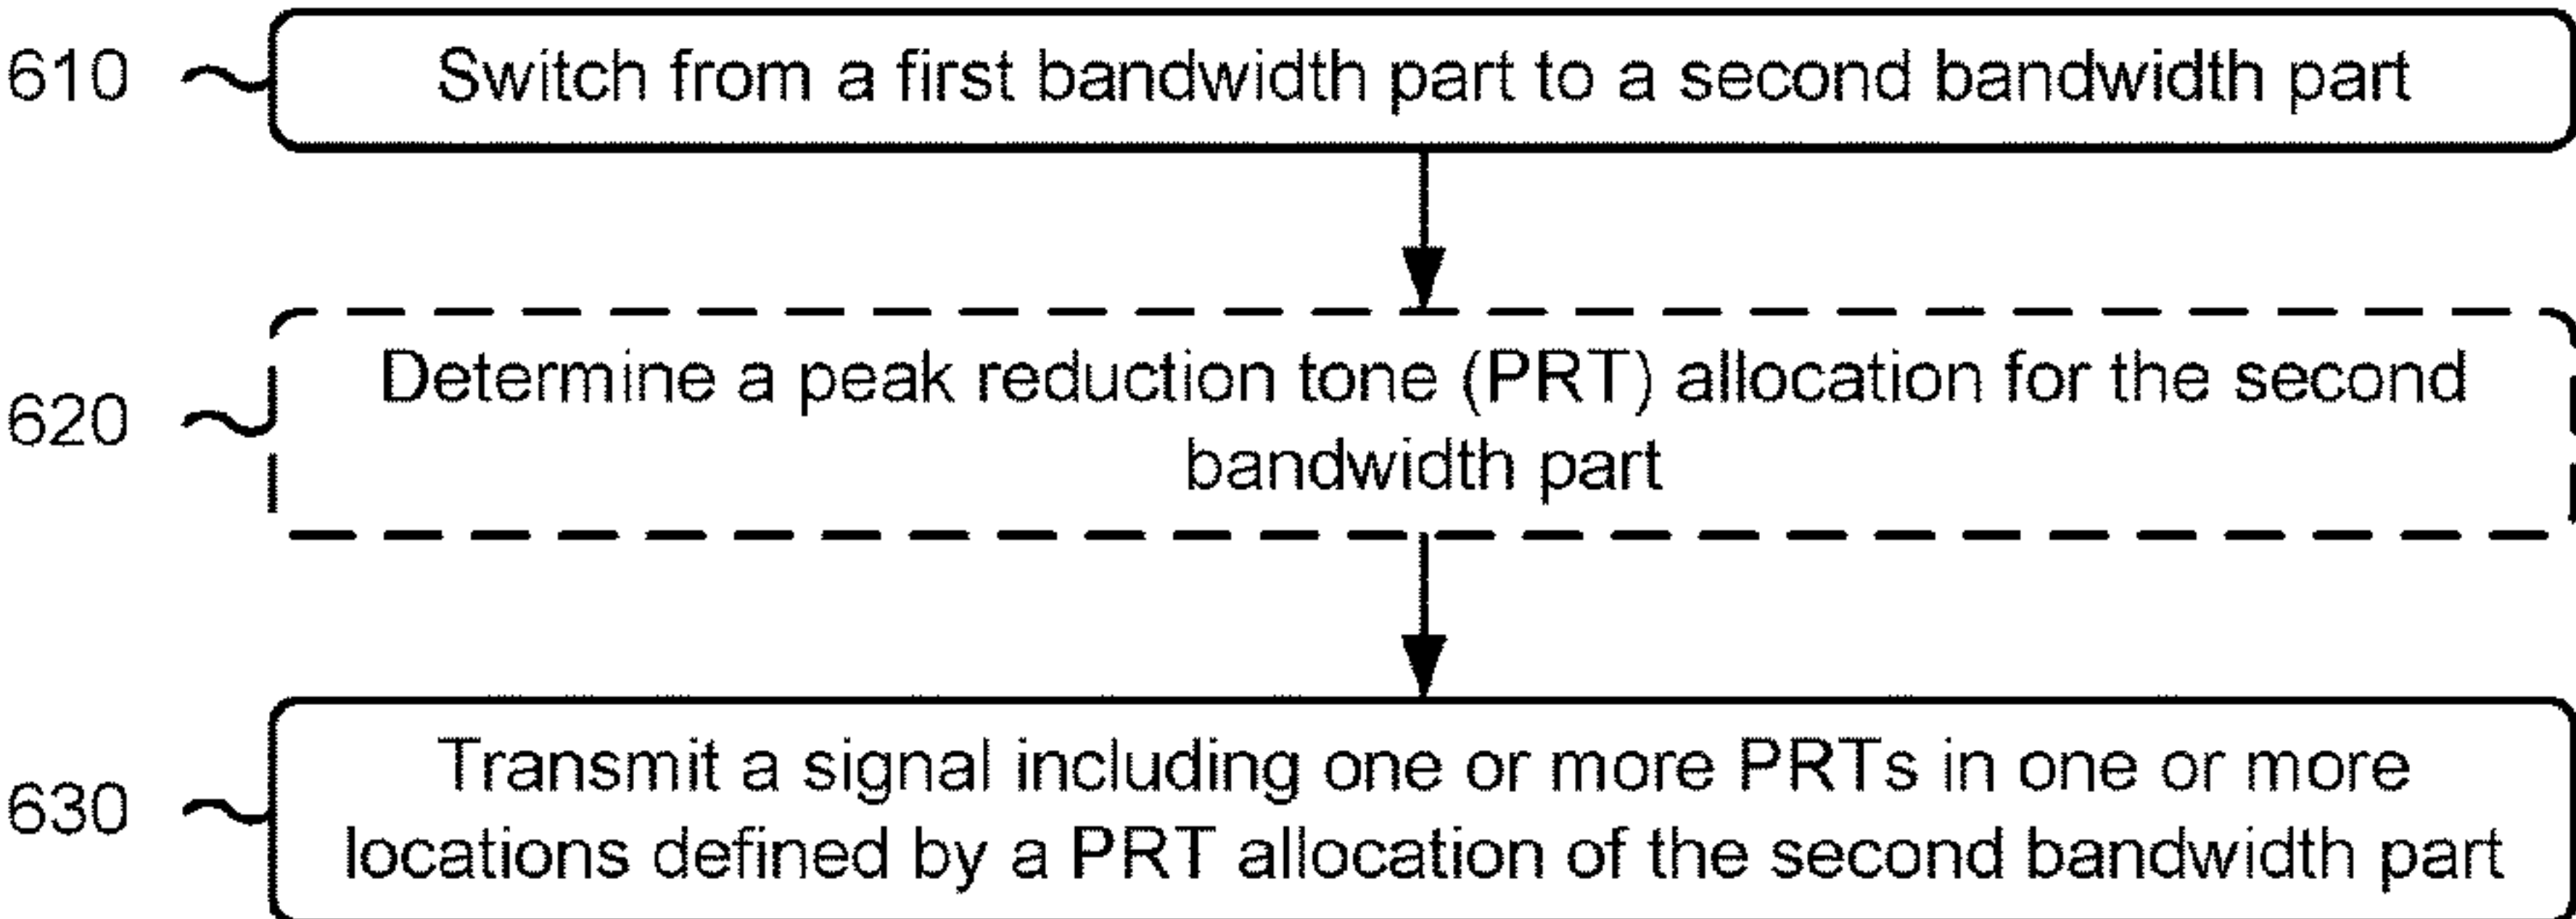 610
Switch from a first bandwidth part to a second bandwidth part
620
Determine a peak reduction tone (PRT) allocation for the second
bandwidth part
630
Transmit a signal including one or more PRTs in one or more
locations defined by a PRT allocation of the second bandwidth part